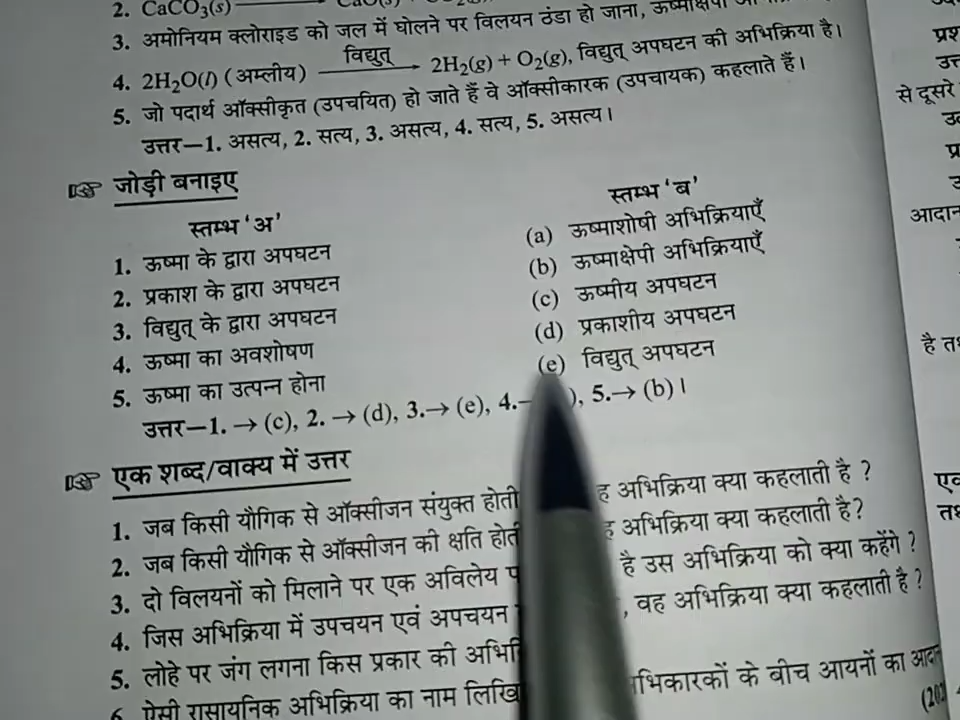 2. CaCO₃(s)
3. अमोनियम क्लोराइड को जल में घोलने पर विलयन ठंडा हो जाना, ऊष्माक्षेपी
4. 2H₂O(l) (अम्लीय) —विद्युत्→ 2H₂(g) + O₂(g), विद्युत् अपघटन की अभिक्रिया है।
5. जो पदार्थ ऑक्सीकृत (उपचयित) हो जाते हैं वे ऑक्सीकारक (उपचायक) कहलाते हैं।
उत्तर—1. असत्य, 2. सत्य, 3. असत्य, 4. सत्य, 5. असत्य।
☞ जोड़ी बनाइए
स्तम्भ 'अ' स्तम्भ 'ब'
1. ऊष्मा के द्वारा अपघटन (a) ऊष्माशोषी अभिक्रियाएँ
2. प्रकाश के द्वारा अपघटन (b) ऊष्माक्षेपी अभिक्रियाएँ
3. विद्युत् के द्वारा अपघटन (c) ऊष्मीय अपघटन
4. ऊष्मा का अवशोषण (d) प्रकाशीय अपघटन
5. ऊष्मा का उत्पन्न होना (e) विद्युत् अपघटन
उत्तर—1. → (c), 2. → (d), 3.→ (e), 4.– ), 5.→ (b)।
☞ एक शब्द/वाक्य में उत्तर
1. जब किसी यौगिक से ऑक्सीजन संयुक्त होती ह अभिक्रिया क्या कहलाती है ?
2. जब किसी यौगिक से ऑक्सीजन की क्षति होती ह अभिक्रिया क्या कहलाती है?
3. दो विलयनों को मिलाने पर एक अविलेय है उस अभिक्रिया को क्या कहेंगे ?
4. जिस अभिक्रिया में उपचयन एवं अपचयन , वह अभिक्रिया क्या कहलाती है ?
5. लोहे पर जंग लगना किस प्रकार की
6. ऐसी रासायनिक अभिक्रिया का नाम भिकारकों के बीच आयनों का
से दूसरे
है